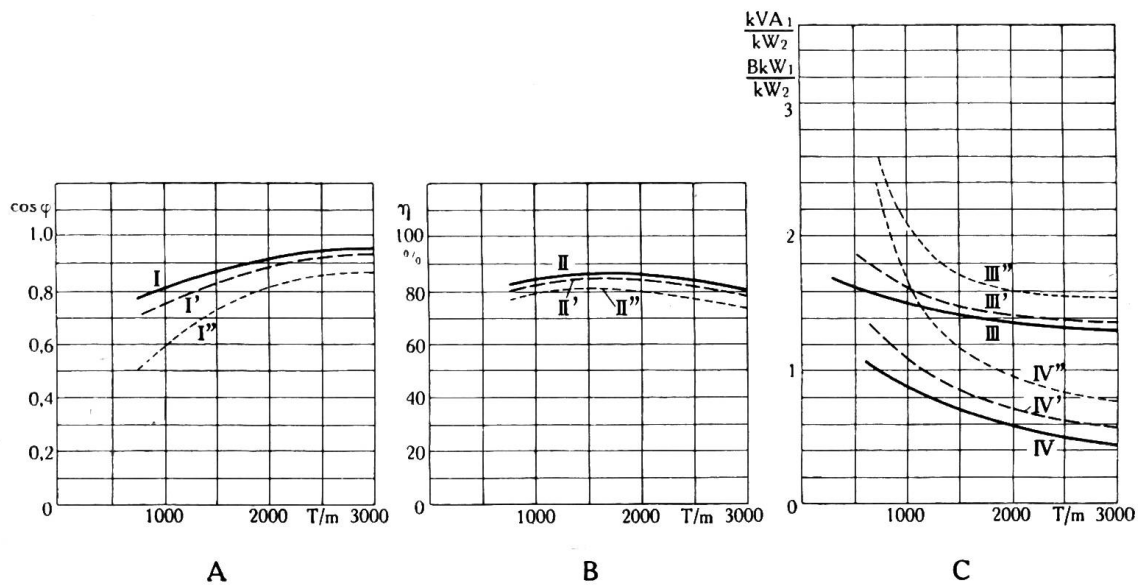 cos φ
1.0
0.8
0,6
0,4
0,2
0
I
I'
I"
1000
2000
T/m
3000
A
η
100
%
80
60
40
80
20
0
II
II'
II"
1000
2000
T/m
3000
B
kVA1
kW2
BkW1
kW2
3
2
1
0
III"
III'
III
IV"
IV'
IV
1000
2000
T/m
3000
C